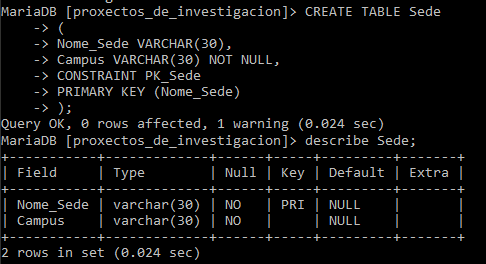 MariaDB [proxectos_de_investigacion]> CREATE TABLE Sede
    -> (
    -> Nome_Sede VARCHAR(30),
    -> Campus VARCHAR(30) NOT NULL,
    -> CONSTRAINT PK_Sede
    -> PRIMARY KEY (Nome_Sede)
    -> );
Query OK, 0 rows affected, 1 warning (0.024 sec)
MariaDB [proxectos_de_investigacion]> describe Sede;
+-----------+-------------+------+-----+---------+-------+
| Field     | Type        | Null | Key | Default | Extra |
+-----------+-------------+------+-----+---------+-------+
| Nome_Sede | varchar(30) | NO   | PRI | NULL    |       |
| Campus    | varchar(30) | NO   |     | NULL    |       |
+-----------+-------------+------+-----+---------+-------+
2 rows in set (0.024 sec)